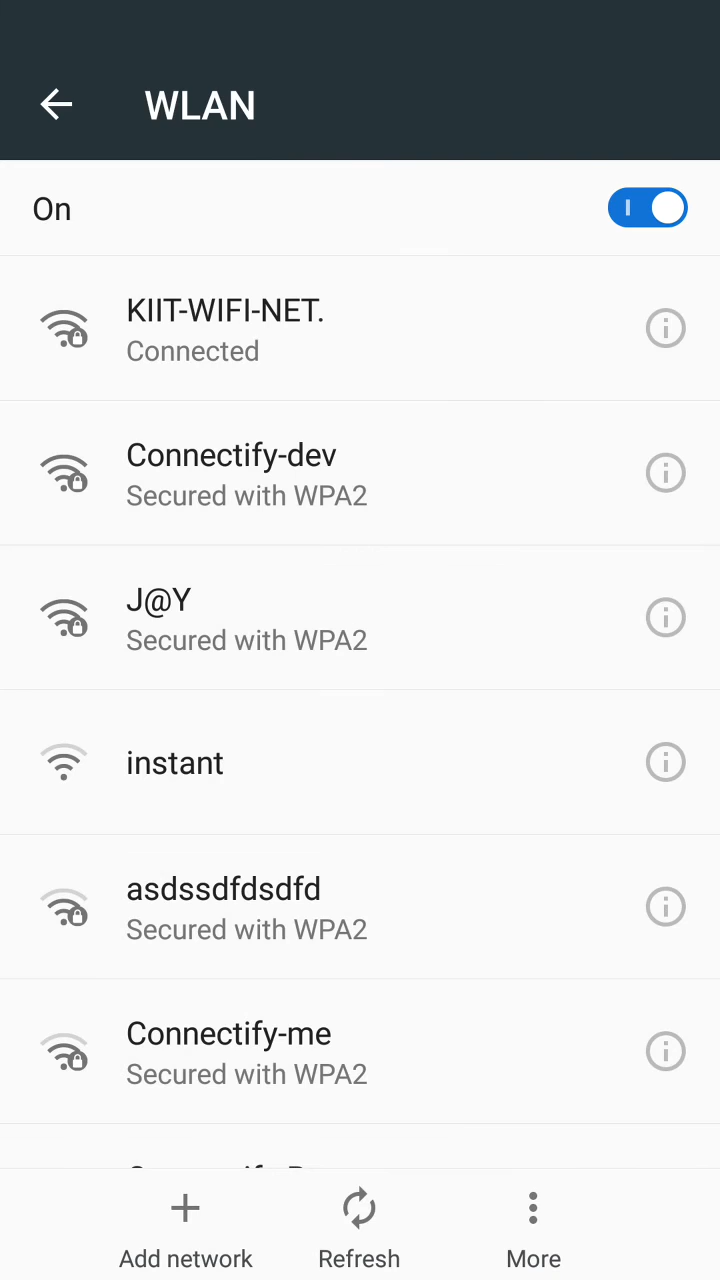 WLAN
On
KIIT-WIFI-NET.
Connected
Connectify-dev
Secured with WPA2
J@Y
Secured with WPA2
instant
asdssdfdsdfd
Secured with WPA2
Connectify-me
Secured with WPA2
Add network
Refresh
More